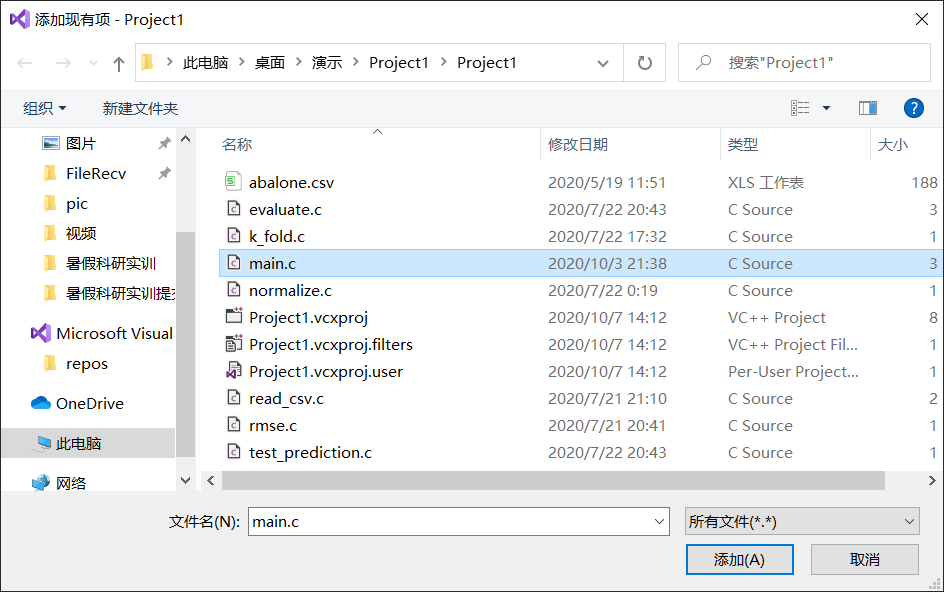 添加现有项 - Project1
此电脑 > 桌面 > 演示 > Project1 > Project1
搜索"Project1"
组织 新建文件夹
图片
FileRecv
pic
视频
暑假科研实训
暑假科研实训提交
Microsoft Visual
repos
OneDrive
此电脑
网络
名称 修改日期 类型 大小
abalone.csv 2020/5/19 11:51 XLS 工作表 188
evaluate.c 2020/7/22 20:43 C Source 3
k_fold.c 2020/7/22 17:32 C Source 1
main.c 2020/10/3 21:38 C Source 3
normalize.c 2020/7/22 0:19 C Source 1
Project1.vcxproj 2020/10/7 14:12 VC++ Project 8
Project1.vcxproj.filters 2020/10/7 14:12 VC++ Project Fil... 1
Project1.vcxproj.user 2020/10/7 14:12 Per-User Project... 1
read_csv.c 2020/7/21 21:10 C Source 2
rmse.c 2020/7/21 20:41 C Source 1
test_prediction.c 2020/7/22 20:43 C Source 1
文件名(N): main.c 所有文件(*.*)
添加(A) 取消